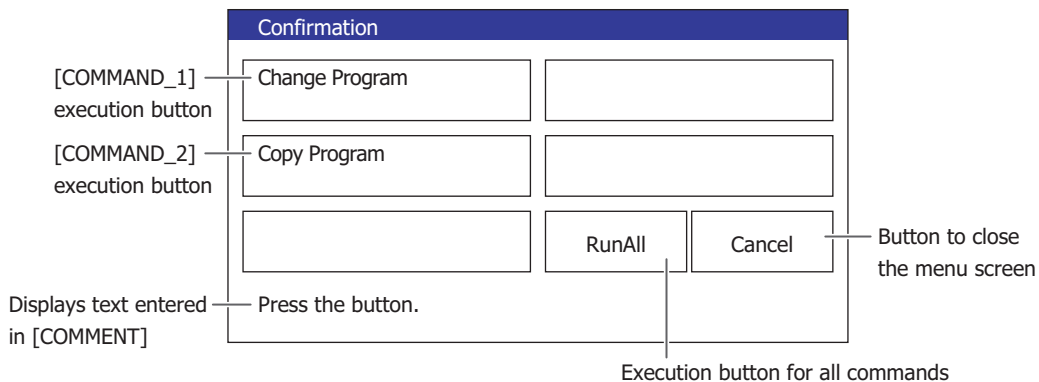 Confirmation
[COMMAND_1]
execution button
Change Program
[COMMAND_2]
execution button
Copy Program
RunAll
Cancel
Button to close
the menu screen
Displays text entered
in [COMMENT]
Press the button.
Execution button for all commands